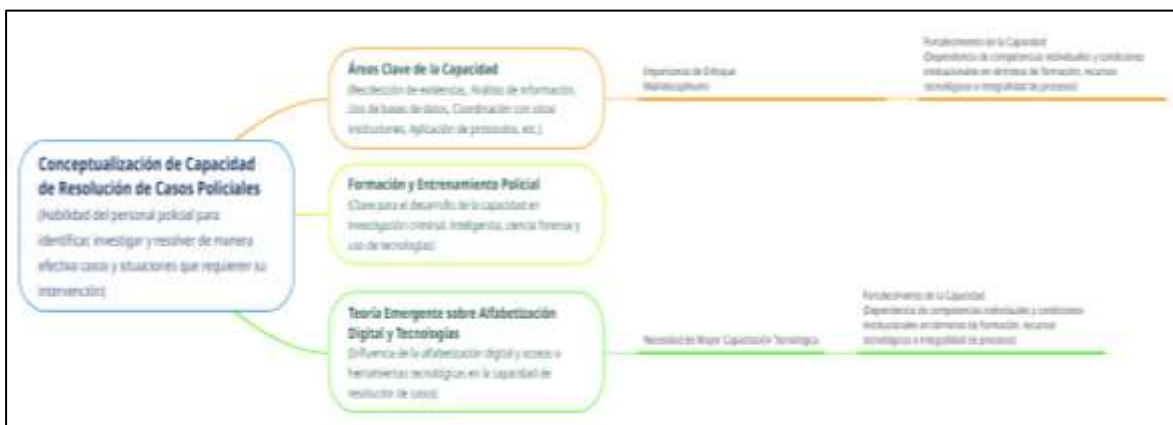 Conceptualización de Capacidad
de Resolución de Casos Policiales
(Habilidad del personal policial para
identificar, investigar y resolver de manera
efectiva casos y situaciones que requieren su
intervención)
Áreas Clave de la Capacidad
(Recolección de evidencias, Análisis de información,
Uso de bases de datos, Coordinación con otras
instituciones, Aplicación de protocolos, etc.)
Importancia de Enfoque
Multidisciplinario
Fortalecimiento de la Capacidad
(Dependencia de competencias individuales y condiciones
institucionales en términos de formación, recursos
tecnológicos e integralidad de procesos)
Formación y Entrenamiento Policial
(Clave para el desarrollo de la capacidad en
investigación criminal, inteligencia, ciencia forense y
uso de tecnologías)
Teoría Emergente sobre Alfabetización
Digital y Tecnologías
(Influencia de la alfabetización digital y acceso a
herramientas tecnológicas en la capacidad de
resolución de casos)
Necesidad de Mayor Capacitación Tecnológica
Fortalecimiento de la Capacidad
(Dependencia de competencias individuales y condiciones
institucionales en términos de formación, recursos
tecnológicos e integralidad de procesos)